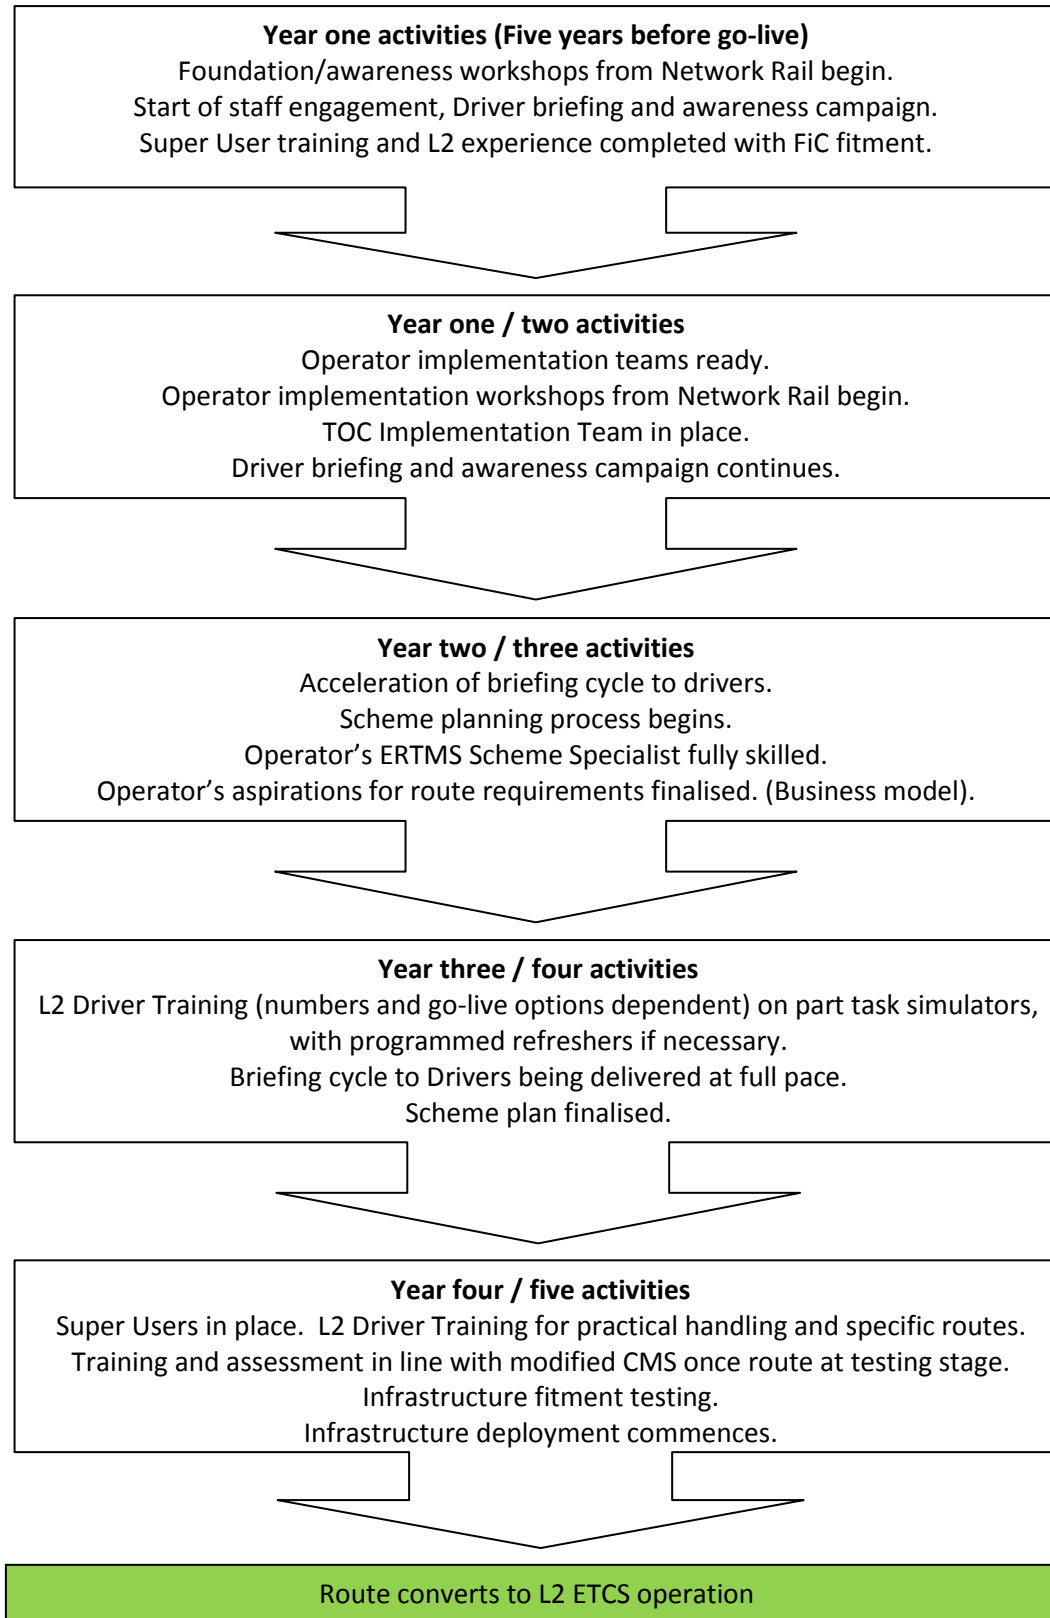 Year one activities (Five years before go-live)
Foundation/awareness workshops from Network Rail begin.
Start of staff engagement, Driver briefing and awareness campaign.
Super User training and L2 experience completed with FiC fitment.
Year one / two activities
Operator implementation teams ready.
Operator implementation workshops from Network Rail begin.
TOC Implementation Team in place.
Driver briefing and awareness campaign continues.
Year two / three activities
Acceleration of briefing cycle to drivers.
Scheme planning process begins.
Operator’s ERTMS Scheme Specialist fully skilled.
Operator’s aspirations for route requirements finalised. (Business model).
Year three / four activities
L2 Driver Training (numbers and go-live options dependent) on part task simulators,
with programmed refreshers if necessary.
Briefing cycle to Drivers being delivered at full pace.
Scheme plan finalised.
Year four / five activities
Super Users in place.  L2 Driver Training for practical handling and specific routes.
Training and assessment in line with modified CMS once route at testing stage.
Infrastructure fitment testing.
Infrastructure deployment commences.
Route converts to L2 ETCS operation